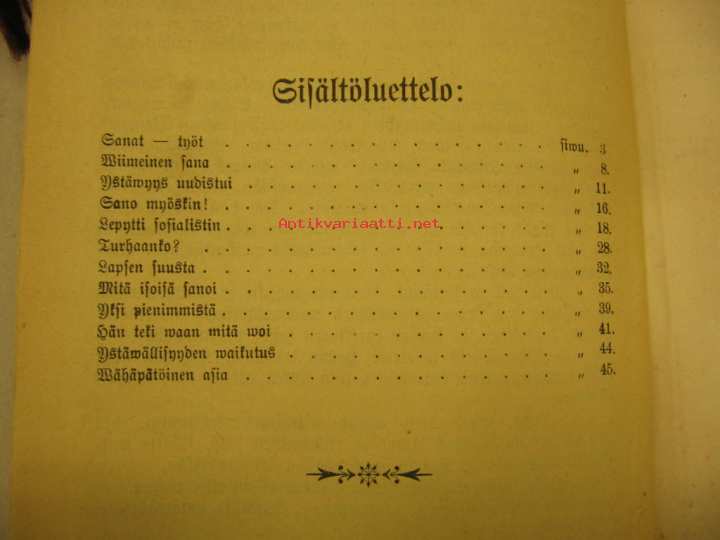 Sisältöluettelo:
Sanat — työt . . . . . . . . . . . . . . . . siwu. 3
Wiimeinen sana . . . . . . . . . . . . . . . . „ 8.
Ystäwyys uudistui . . . . . . . . . . . . . . . „ 11.
Sano myöskin! . . . . . . . . . . . . . . . . „ 16.
Lepytti sosialistin . . . . . . . . . . . . . . . . „ 18.
Antikvariaatti.net
Turhaanko? . . . . . . . . . . . . . . . . . „ 28.
Lapsen suusta . . . . . . . . . . . . . . . . . „ 32.
Mitä isoisä sanoi . . . . . . . . . . . . . . . . „ 35.
Yksi pienimmistä . . . . . . . . . . . . . . . . „ 39.
Hän teki waan mitä woi . . . . . . . . . . . . . „ 41.
Ystäwällisyyden waikutus . . . . . . . . . . . . . „ 44.
Wähäpätöinen asia . . . . . . . . . . . . . . . „ 45.